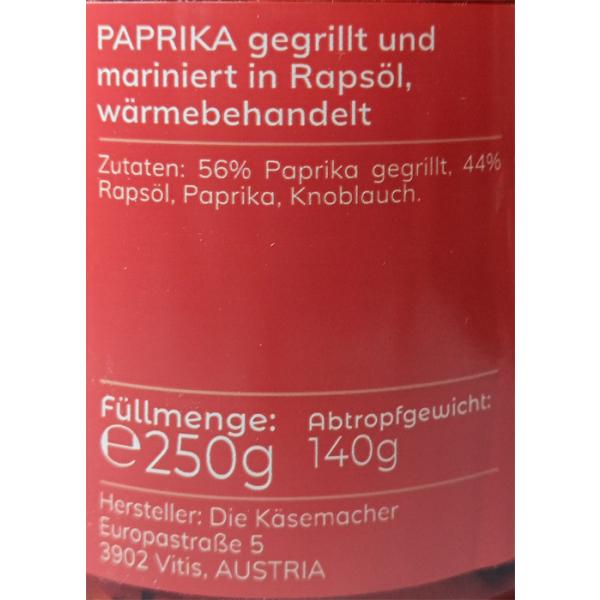 PAPRIKA gegrillt und
mariniert in Rapsöl,
wärmebehandelt
Zutaten: 56% Paprika gegrillt, 44%
Rapsöl, Paprika, Knoblauch.
Füllmenge:
℮250g
Abtropfgewicht:
140g
Hersteller: Die Käsemacher
Europastraße 5
3902 Vitis, AUSTRIA